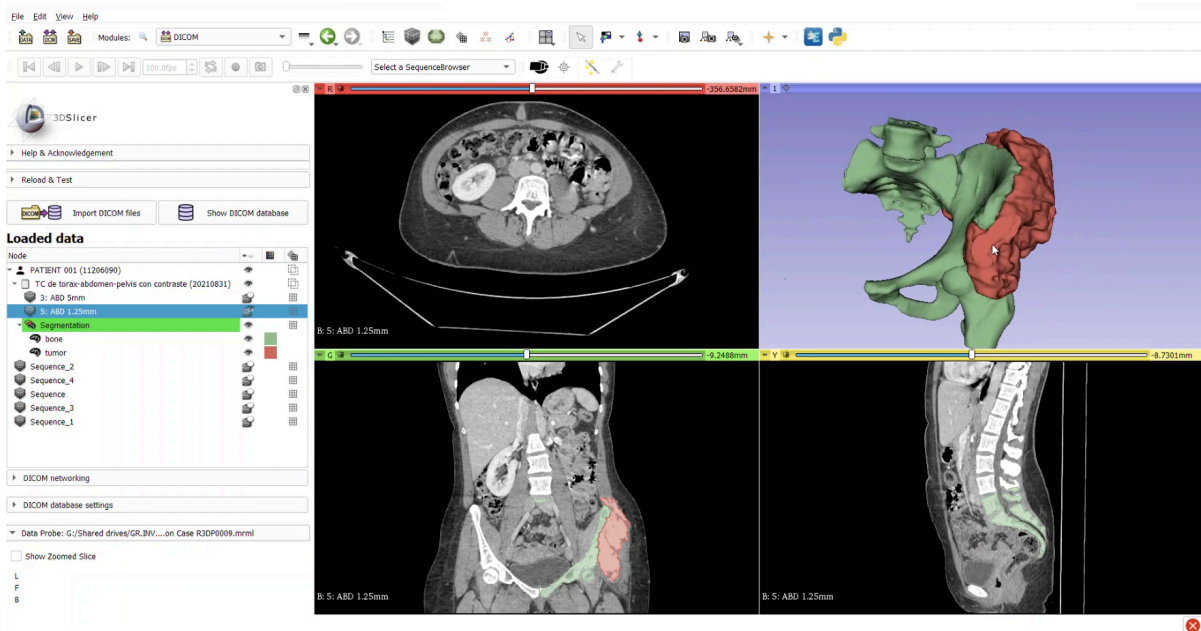 File Edit View Help
DATA DCM SAVE Modules: DICOM
100.0fps Select a SequenceBrowser
3DSlicer
Help & Acknowledgement
Reload & Test
DICOM Import DICOM files Show DICOM database
Loaded data
Node
PATIENT 001 (11206090)
TC de torax-abdomen-pelvis con contraste (20210831)
3: ABD 5mm
5: ABD 1.25mm
Segmentation
bone
tumor
Sequence_2
Sequence_4
Sequence
Sequence_3
Sequence_1
DICOM networking
DICOM database settings
Data Probe: G:/Shared drives/GR.INV....on Case R3DP0009.mrml
Show Zoomed Slice
L
F
B
R -356.6582mm
B: 5: ABD 1.25mm
1
G -9.2488mm
B: 5: ABD 1.25mm
Y -8.7301mm
B: 5: ABD 1.25mm